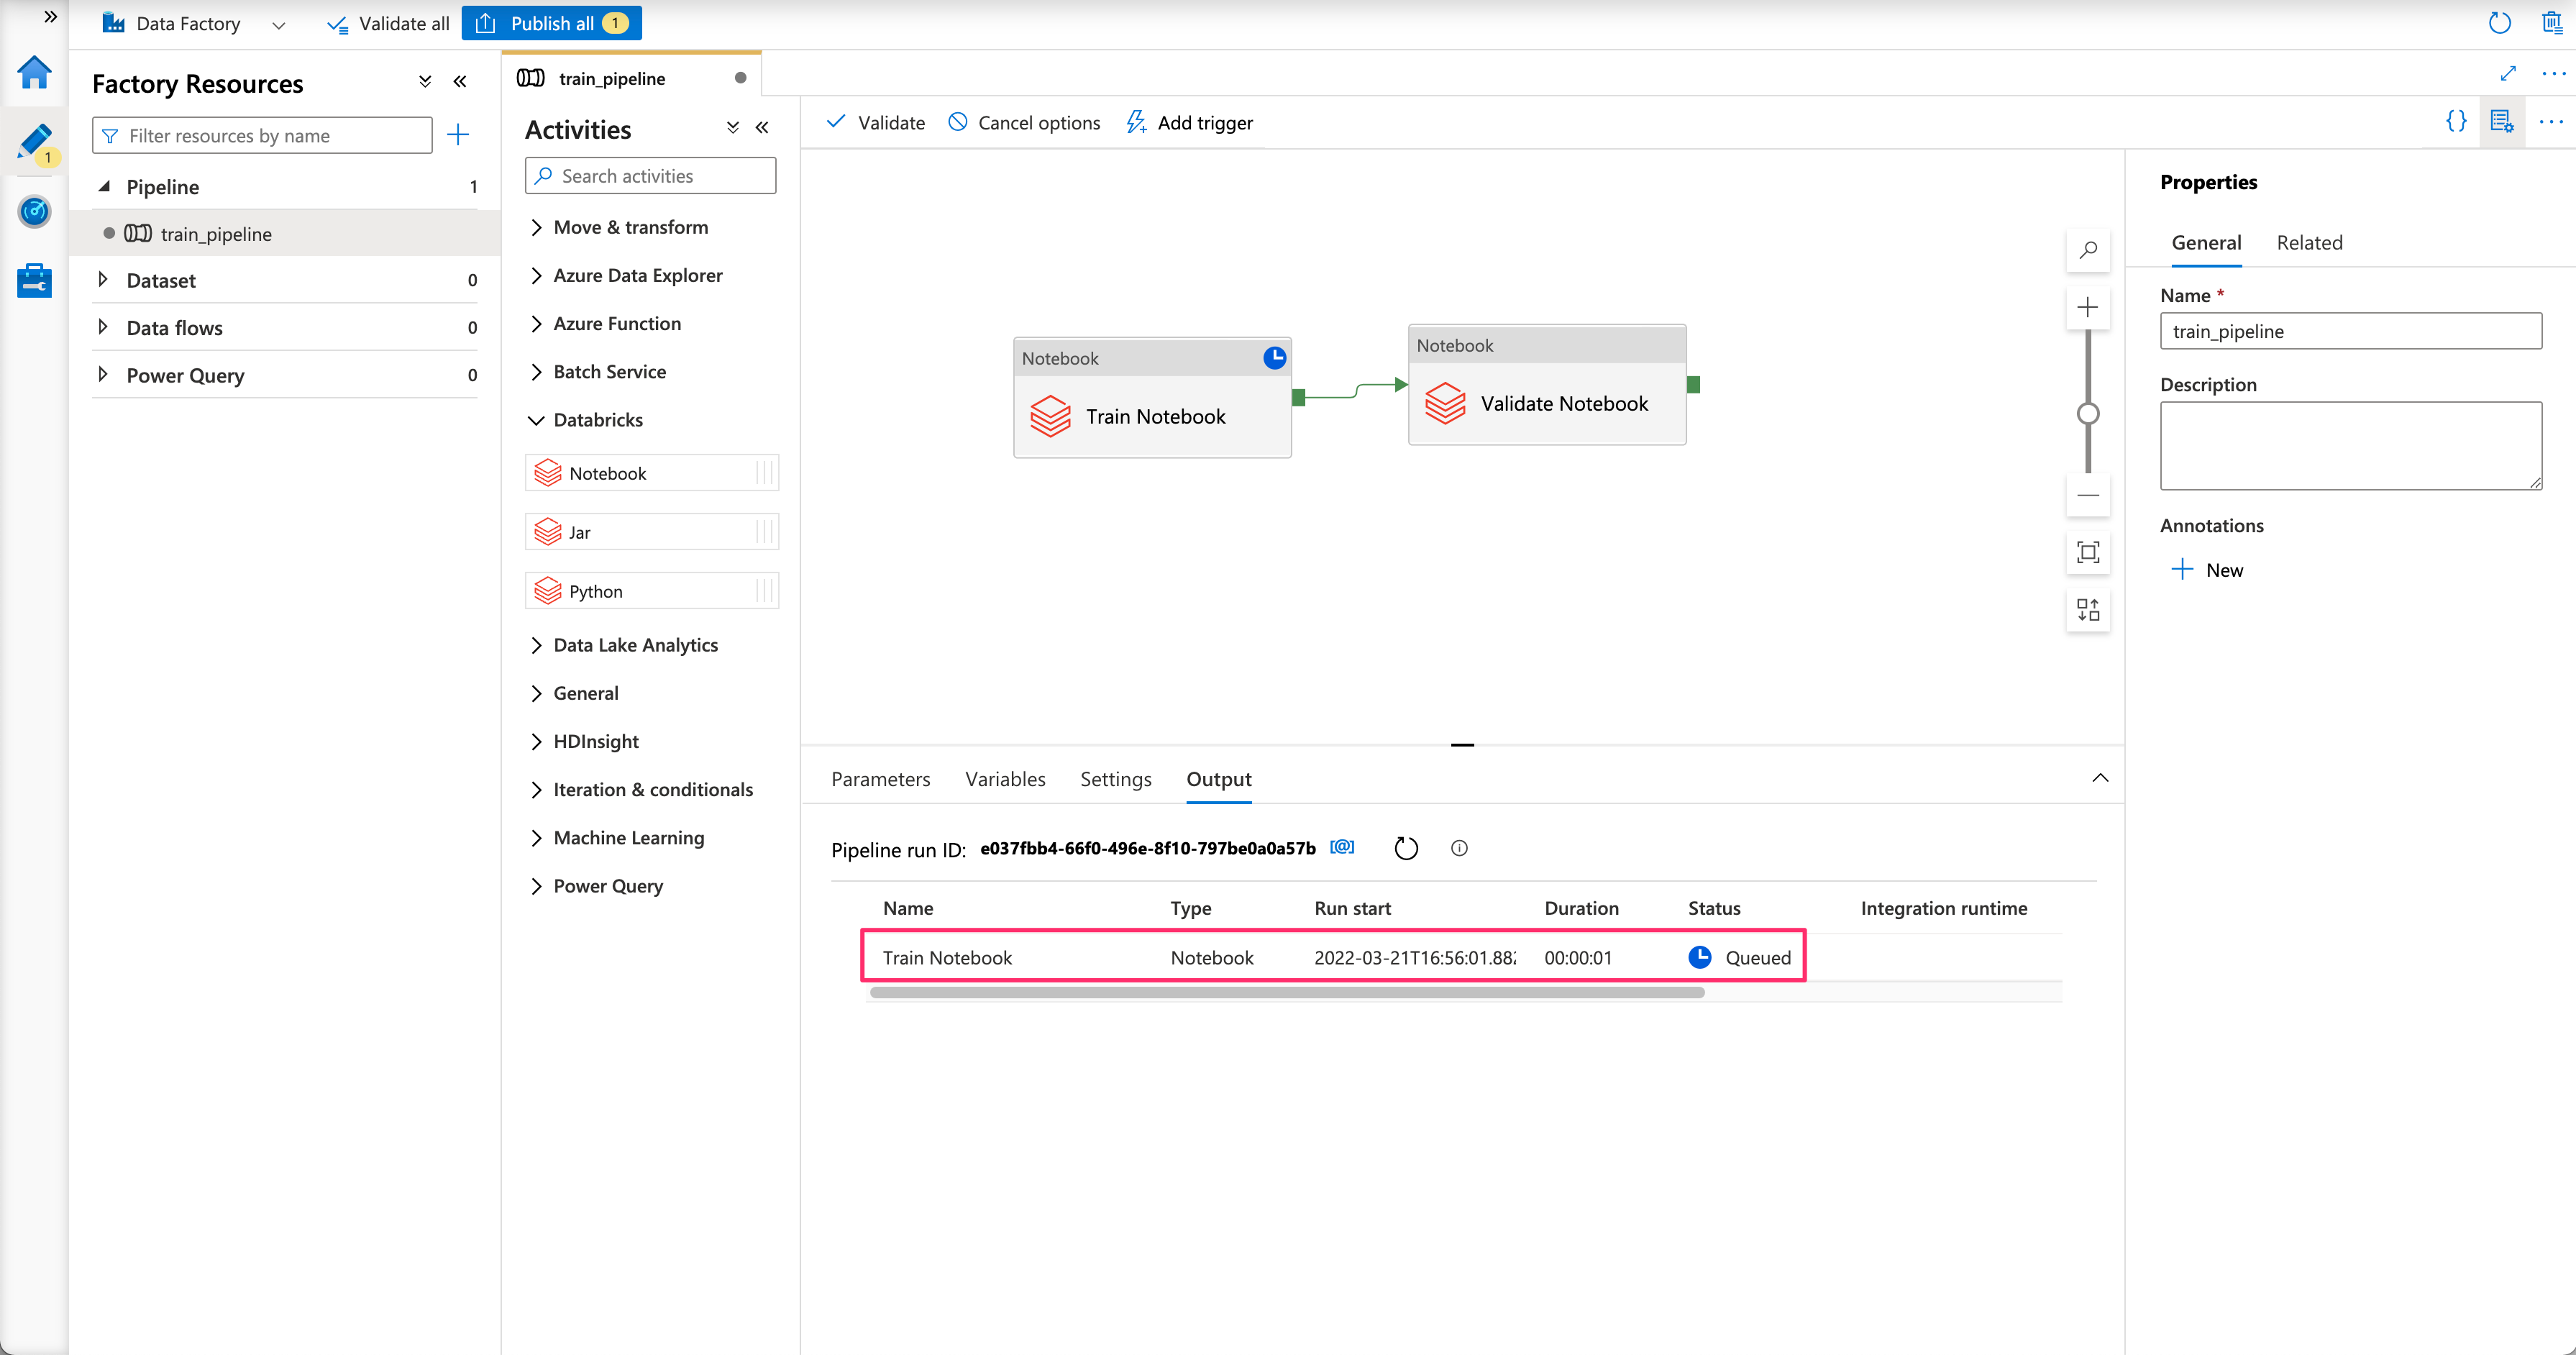 Data Factory
Validate all
Publish all 1
Factory Resources
Filter resources by name
1
Pipeline 1
train_pipeline
Dataset 0
Data flows 0
Power Query 0
train_pipeline
Activities
Search activities
Move & transform
Azure Data Explorer
Azure Function
Batch Service
Databricks
Notebook
Jar
Python
Data Lake Analytics
General
HDInsight
Iteration & conditionals
Machine Learning
Power Query
Validate Cancel options Add trigger
Notebook
Train Notebook
Notebook
Validate Notebook
Parameters Variables Settings Output
Pipeline run ID: e037fbb4-66f0-496e-8f10-797be0a0a57b [@]
Name Type Run start Duration Status Integration runtime
Train Notebook Notebook 2022-03-21T16:56:01.88 00:00:01 Queued
{}
Properties
General Related
Name *
train_pipeline
Description
Annotations
New